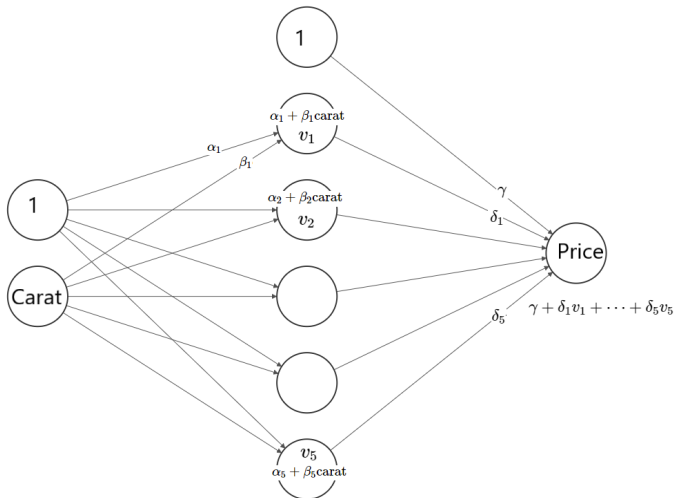 1
α₁ + β₁carat
v₁
α₁
β₁
1
α₂ + β₂carat
v₂
γ
δ₁
Price
Carat
γ + δ₁v₁ + ⋯ + δ₅v₅
δ₅
v₅
α₅ + β₅carat